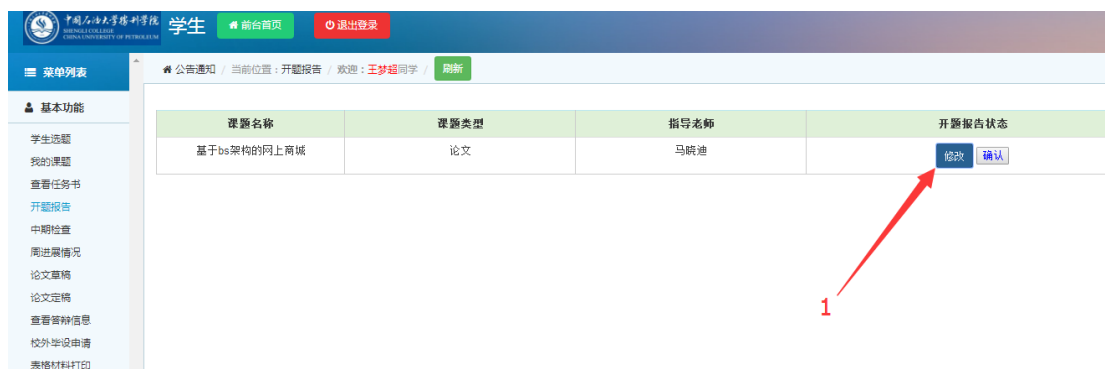 中国石油大学胜利学院
SHENGLI COLLEGE
CHINA UNIVERSITY OF PETROLEUM
学生
前台首页
退出登录
菜单列表
公告通知 / 当前位置：开题报告 / 欢迎：王梦超同学 / 刷新
基本功能
课题名称 课题类型 指导老师 开题报告状态
基于bs架构的网上商城 论文 马晓迪 修改 确认
学生选题
我的课题
查看任务书
开题报告
中期检查
周进展情况
论文草稿
论文定稿
查看答辩信息
校外毕设申请
表格材料打印
1